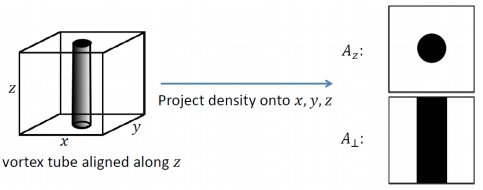 z
x
y
vortex tube aligned along z
Project density onto x, y, z
A_z:
A_⊥: